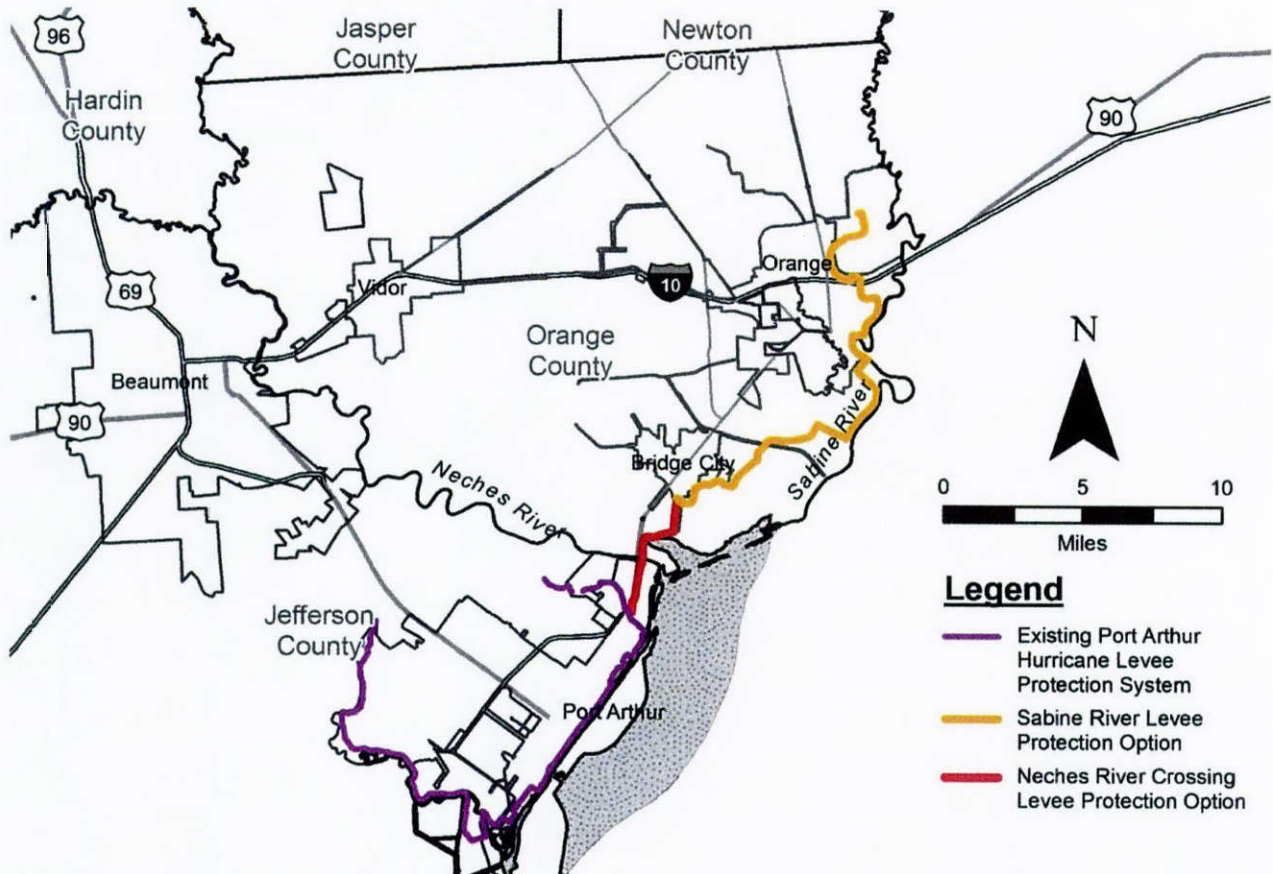 96
Jasper
County
Newton
County
Hardin
County
90
69
Vidor
10
Orange
Orange
County
Beaumont
90
Bridge City
Sabine River
Neches River
Jefferson
County
Port Arthur
N
0 5 10
Miles
Legend
Existing Port Arthur
Hurricane Levee
Protection System
Sabine River Levee
Protection Option
Neches River Crossing
Levee Protection Option